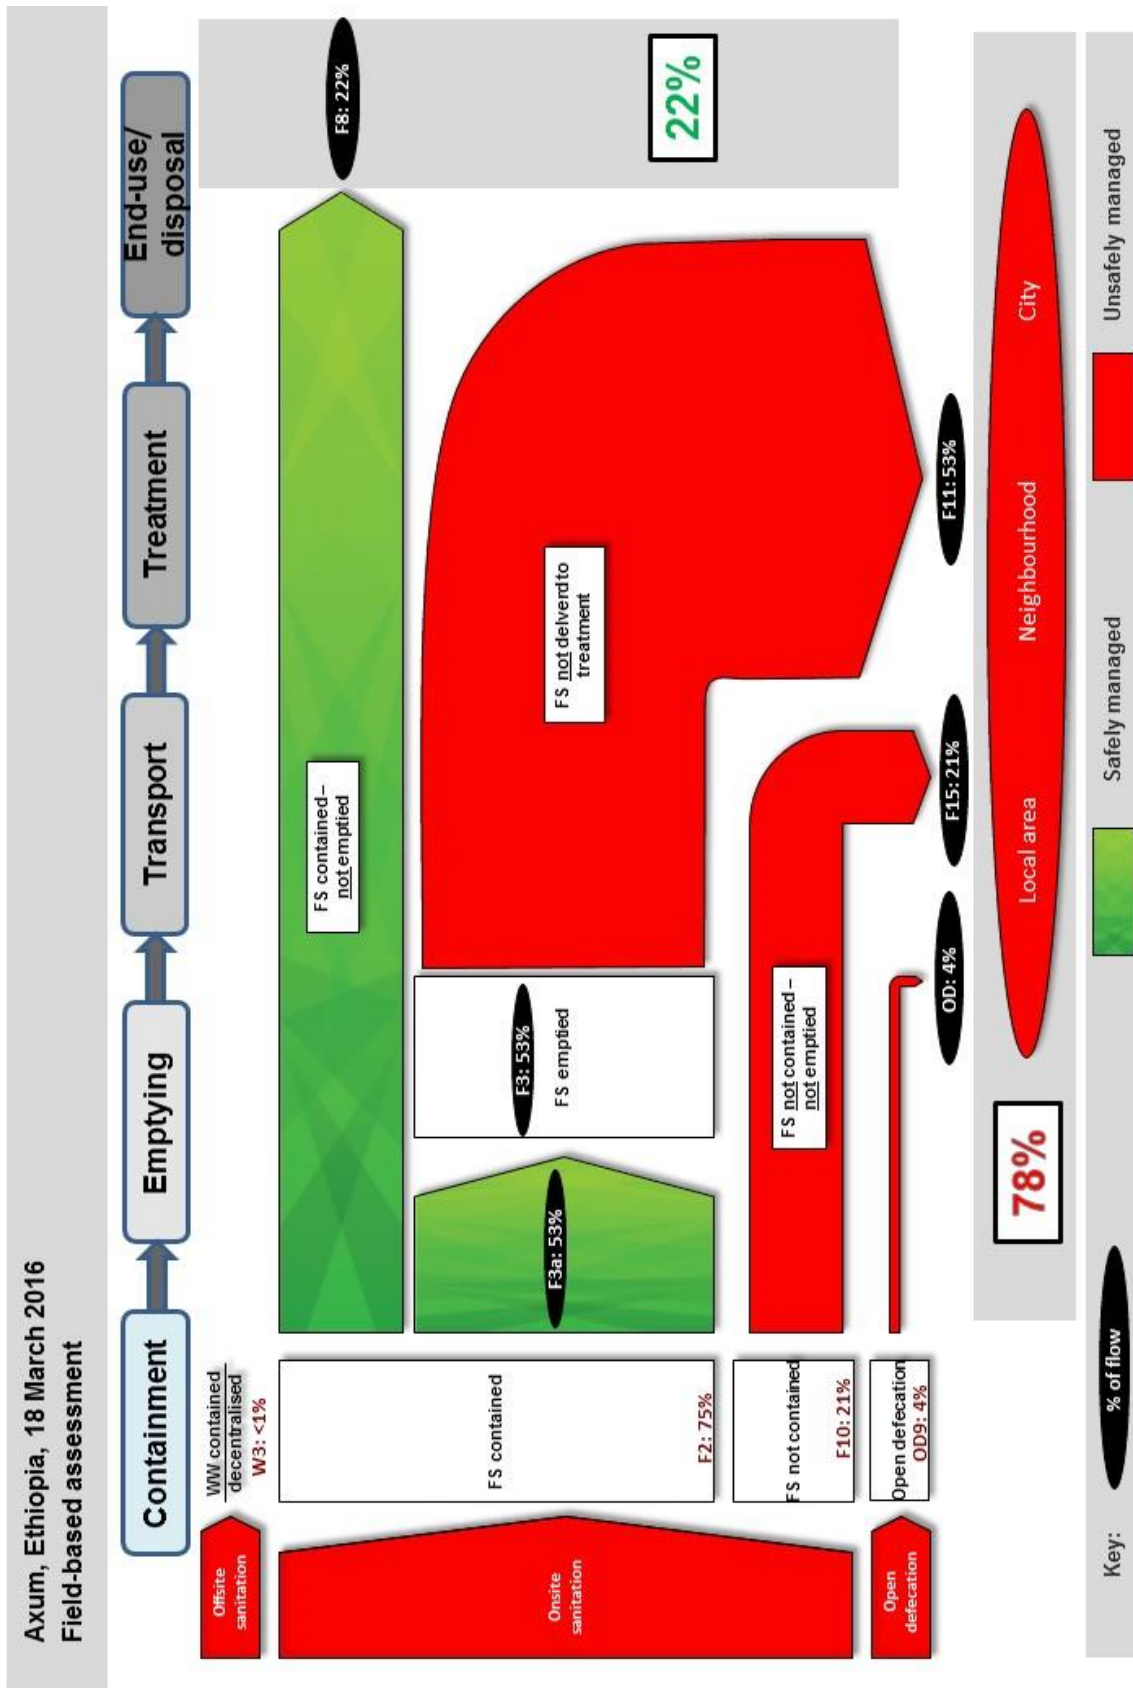 Axum, Ethiopia, 18 March 2016
Field-based assessment
Containment
Emptying
Transport
Treatment
End-use/
disposal
Offsite
sanitation
WW contained
decentralised
W3: <1%
Onsite
sanitation
FS contained
F2: 75%
FS not contained
F10: 21%
Open
defecation
Open defecation
OD9: 4%
FS contained –
not emptied
F8: 22%
22%
F3a: 53%
F3: 53%
FS emptied
FS not delverd to
treatment
FS not contained –
not emptied
OD: 4%
F15: 21%
F11: 53%
78%
Local area
Neighbourhood
City
Key:
% of flow
Safely managed
Unsafely managed